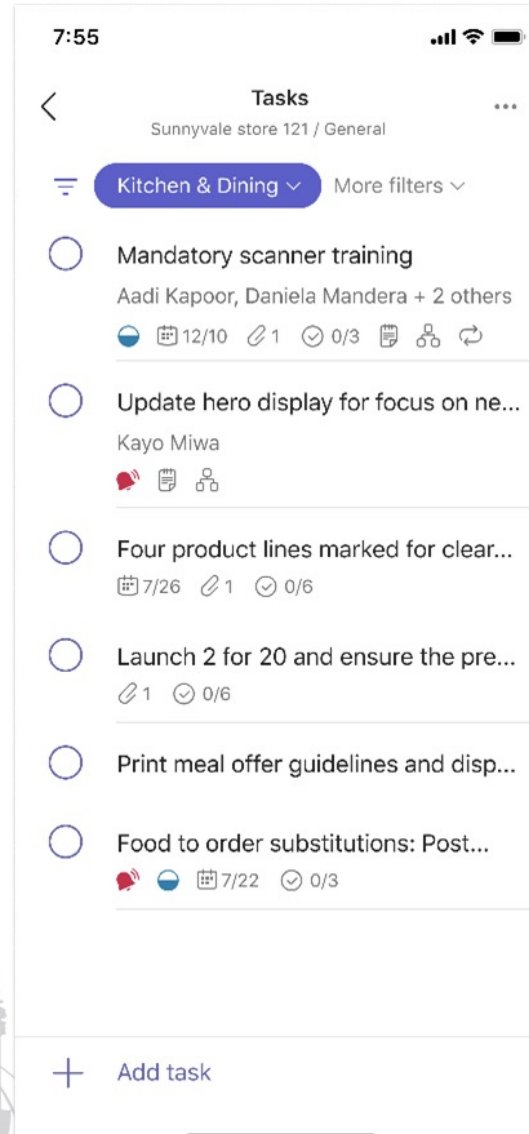 7:55
Tasks
Sunnyvale store 121 / General
Kitchen & Dining More filters
Mandatory scanner training
Aadi Kapoor, Daniela Mandera + 2 others
12/10 1 0/3
Update hero display for focus on ne...
Kayo Miwa
Four product lines marked for clear...
7/26 1 0/6
Launch 2 for 20 and ensure the pre...
1 0/6
Print meal offer guidelines and disp...
Food to order substitutions: Post...
7/22 0/3
Add task